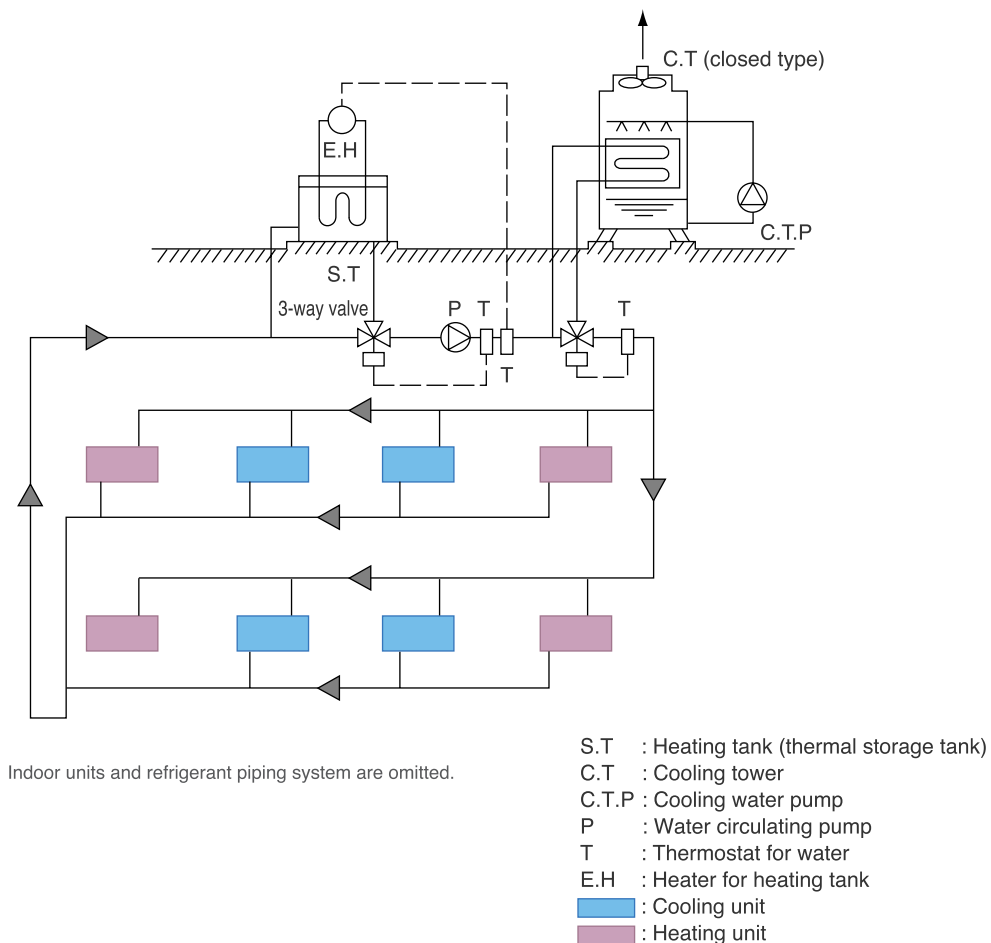 C.T (closed type)
E.H
C.T.P
S.T
3-way valve
P
T
T
T
Indoor units and refrigerant piping system are omitted.
S.T : Heating tank (thermal storage tank)
C.T : Cooling tower
C.T.P : Cooling water pump
P : Water circulating pump
T : Thermostat for water
E.H : Heater for heating tank
: Cooling unit
: Heating unit